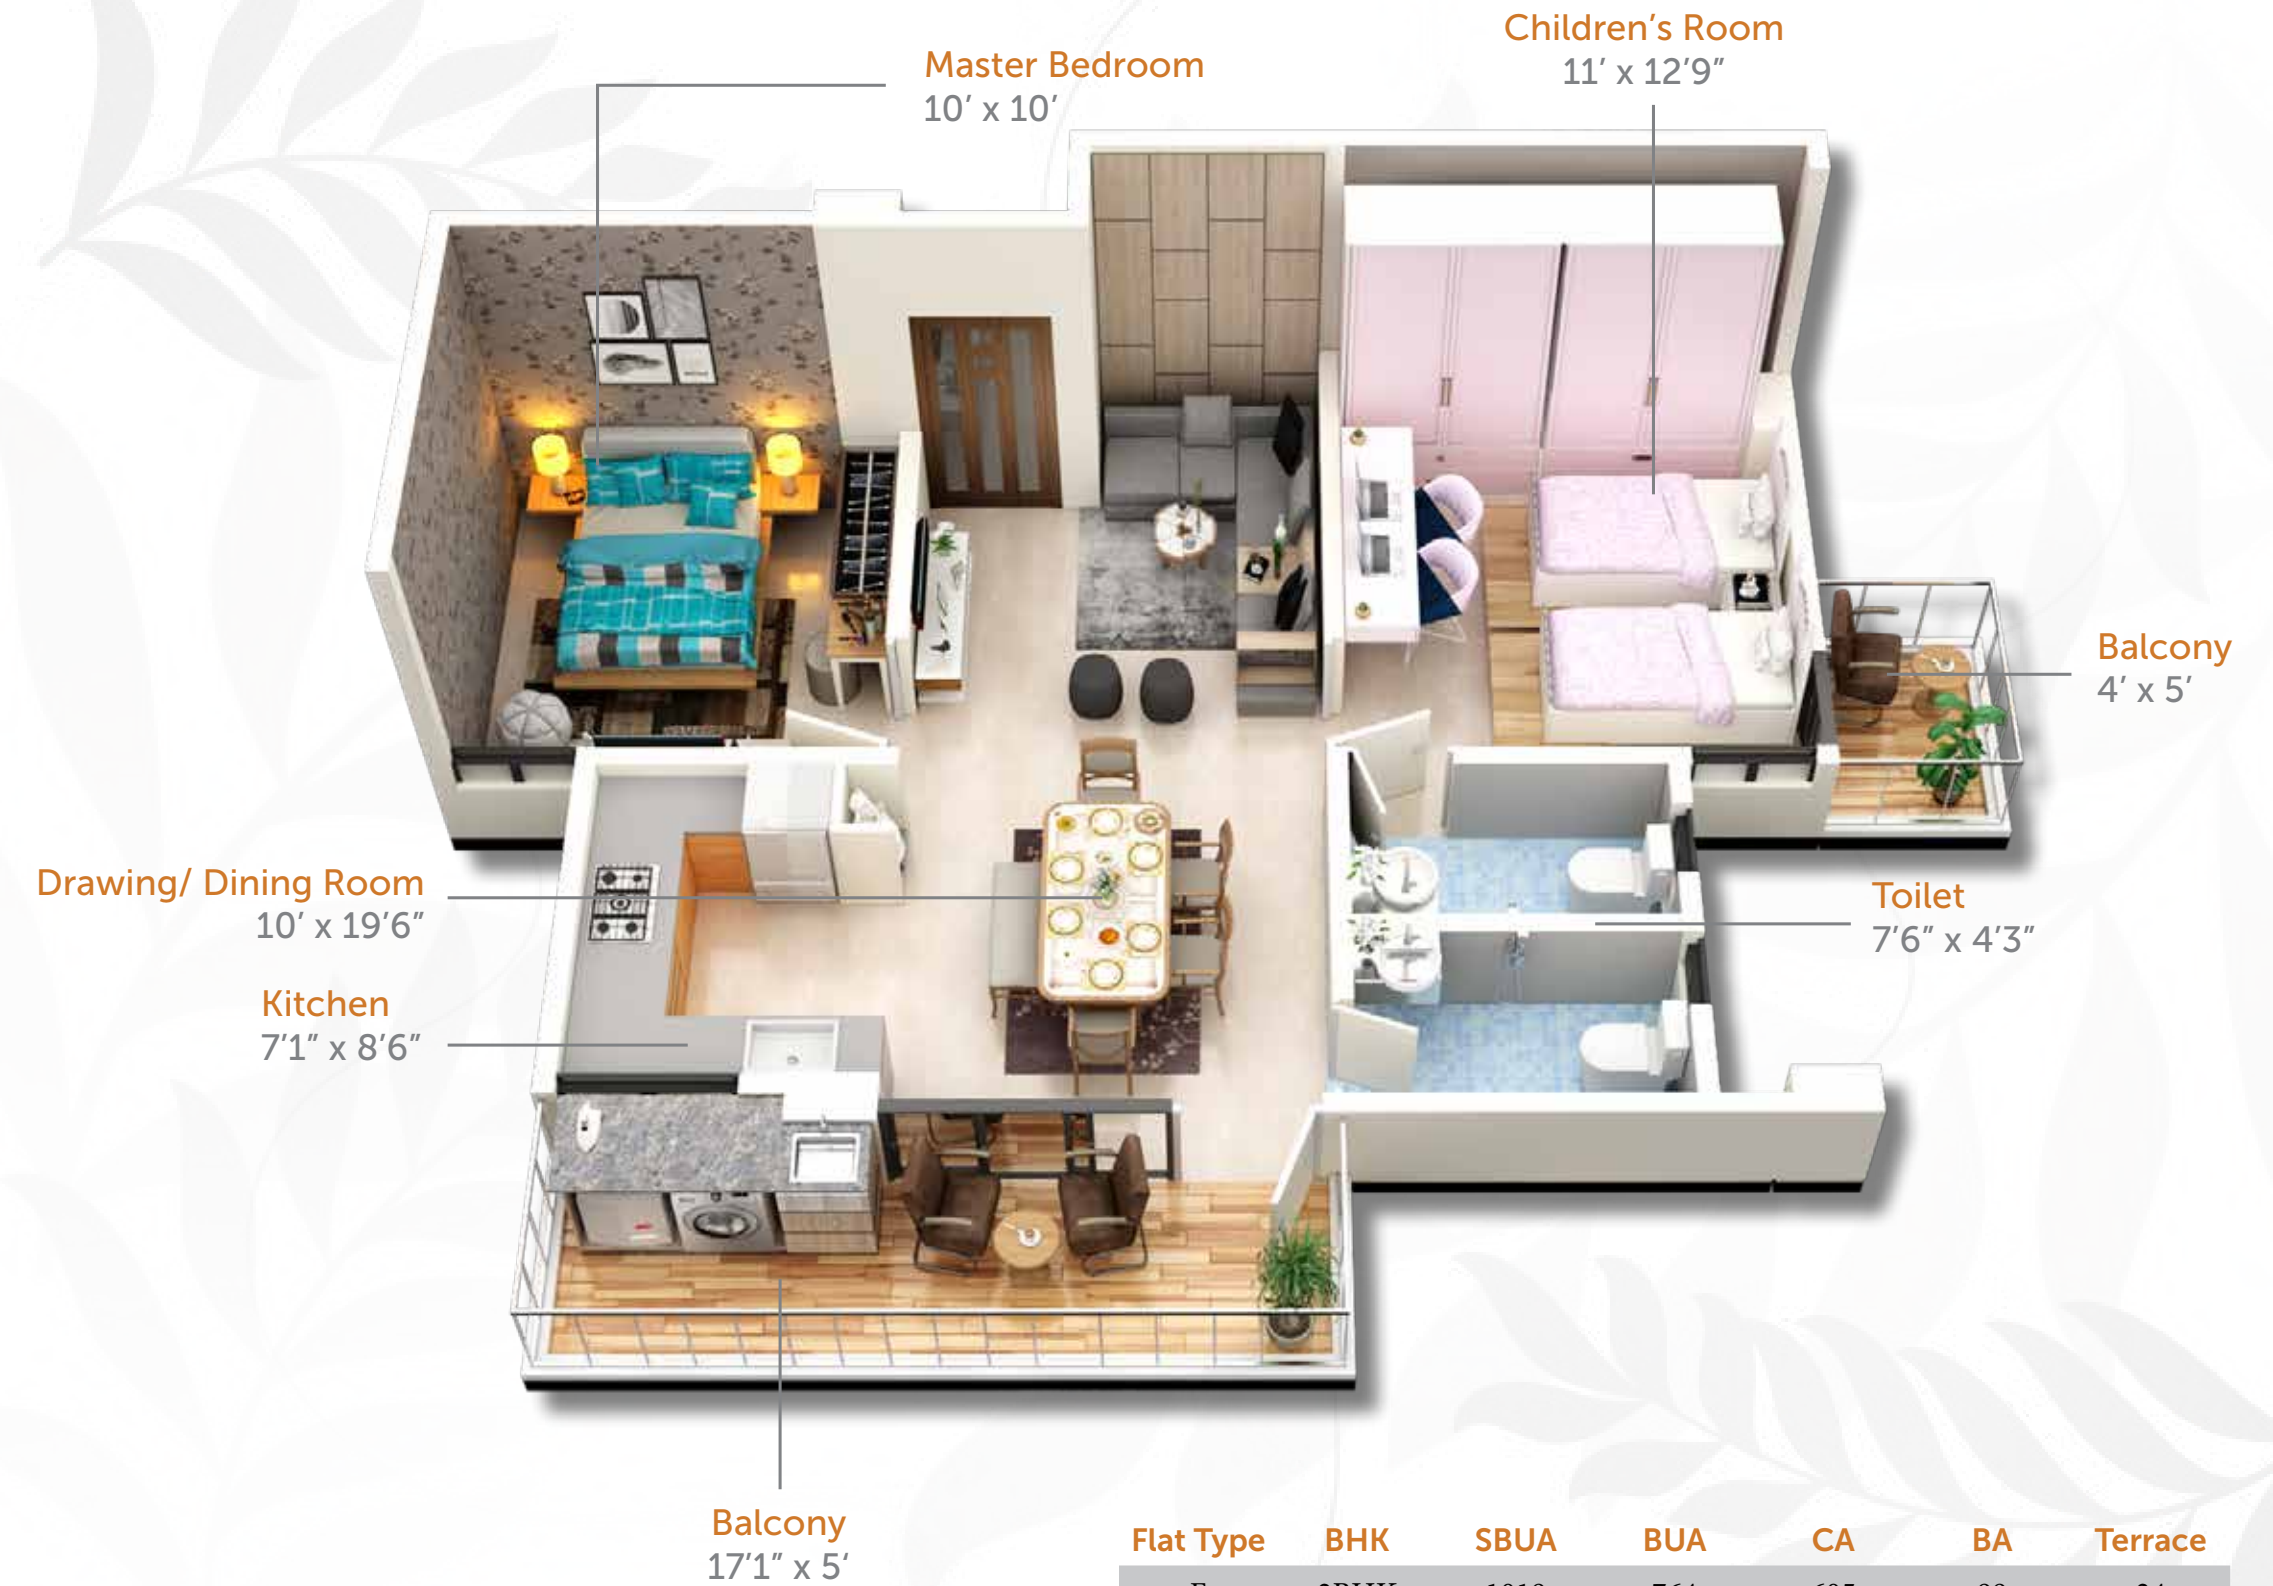 Children’s Room
11’ x 12’9”
Master Bedroom
10’ x 10’
Balcony
4’ x 5’
Drawing/ Dining Room
10’ x 19’6”
Toilet
7’6” x 4’3”
Kitchen
7’1” x 8’6”
Balcony
17’1” x 5‘
Flat Type BHK SBUA BUA CA BA Terrace